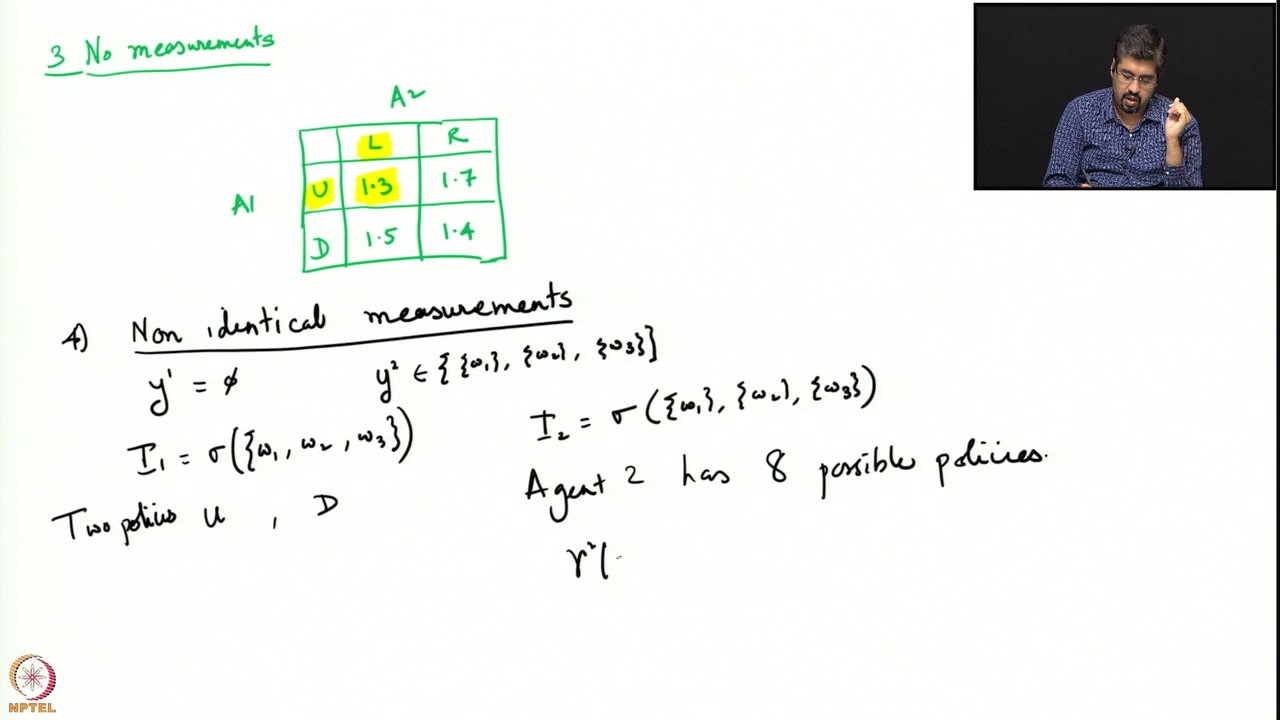 3 No measurements
A2
L R
A1 U 1.3 1.7
D 1.5 1.4
4) Non identical measurements
y¹ = φ y² ∈ { {ω₁}, {ω₂}, {ω₃}}
I₁ = σ({ω₁, ω₂, ω₃}) I₂ = σ({ω₁}, {ω₂}, {ω₃})
Two policies U , D Agent 2 has 8 possible policies.
γ²(
NPTEL